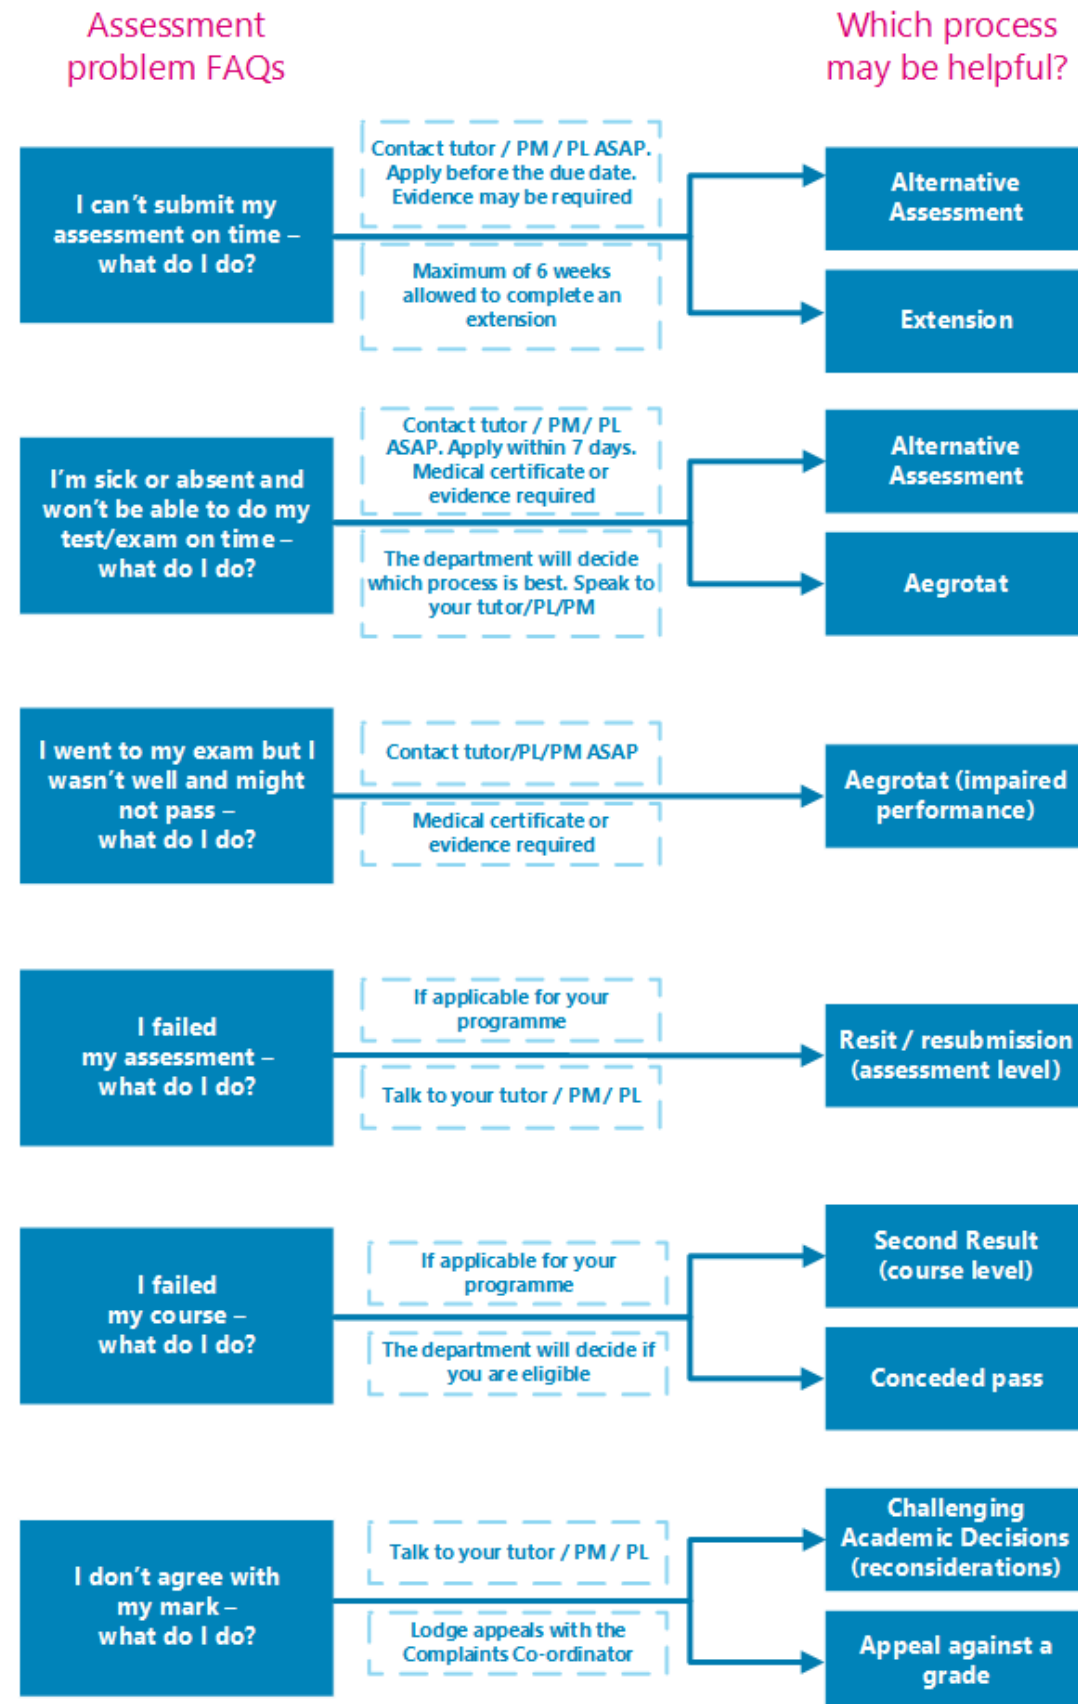 Assessment
problem FAQs
Which process
may be helpful?
I can't submit my
assessment on time –
what do I do?
Contact tutor / PM / PL ASAP.
Apply before the due date.
Evidence may be required
Maximum of 6 weeks
allowed to complete an
extension
Alternative
Assessment
Extension
I'm sick or absent and
won't be able to do my
test/exam on time –
what do I do?
Contact tutor / PM / PL
ASAP. Apply within 7 days.
Medical certificate or
evidence required
The department will decide
which process is best. Speak to
your tutor/PL/PM
Alternative
Assessment
Aegrotat
I went to my exam but I
wasn't well and might
not pass –
what do I do?
Contact tutor/PL/PM ASAP
Medical certificate or
evidence required
Aegrotat (impaired
performance)
I failed
my assessment –
what do I do?
If applicable for your
programme
Talk to your tutor / PM / PL
Resit / resubmission
(assessment level)
I failed
my course –
what do I do?
If applicable for your
programme
The department will decide if
you are eligible
Second Result
(course level)
Conceded pass
I don't agree with
my mark –
what do I do?
Talk to your tutor / PM / PL
Lodge appeals with the
Complaints Co-ordinator
Challenging
Academic Decisions
(reconsiderations)
Appeal against a
grade